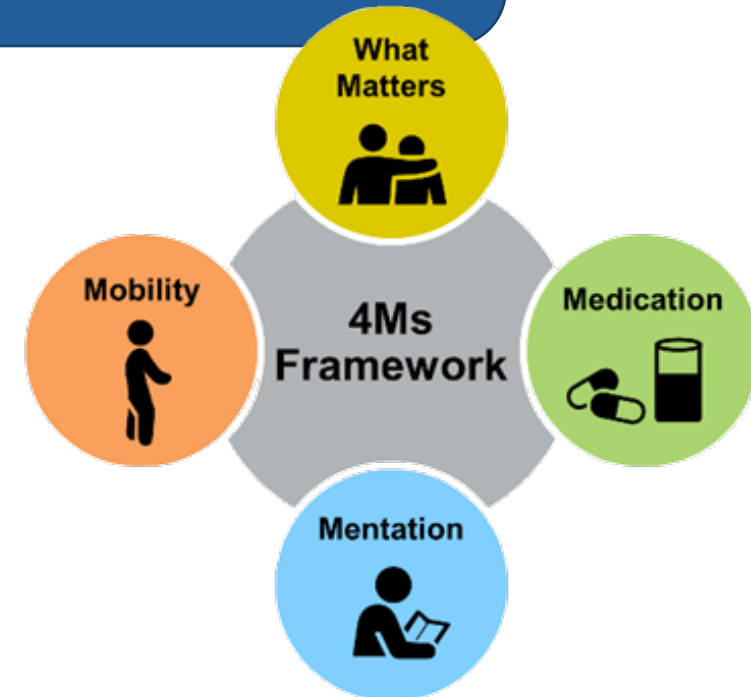 What
Matters
Mobility
4Ms
Framework
Medication
Mentation